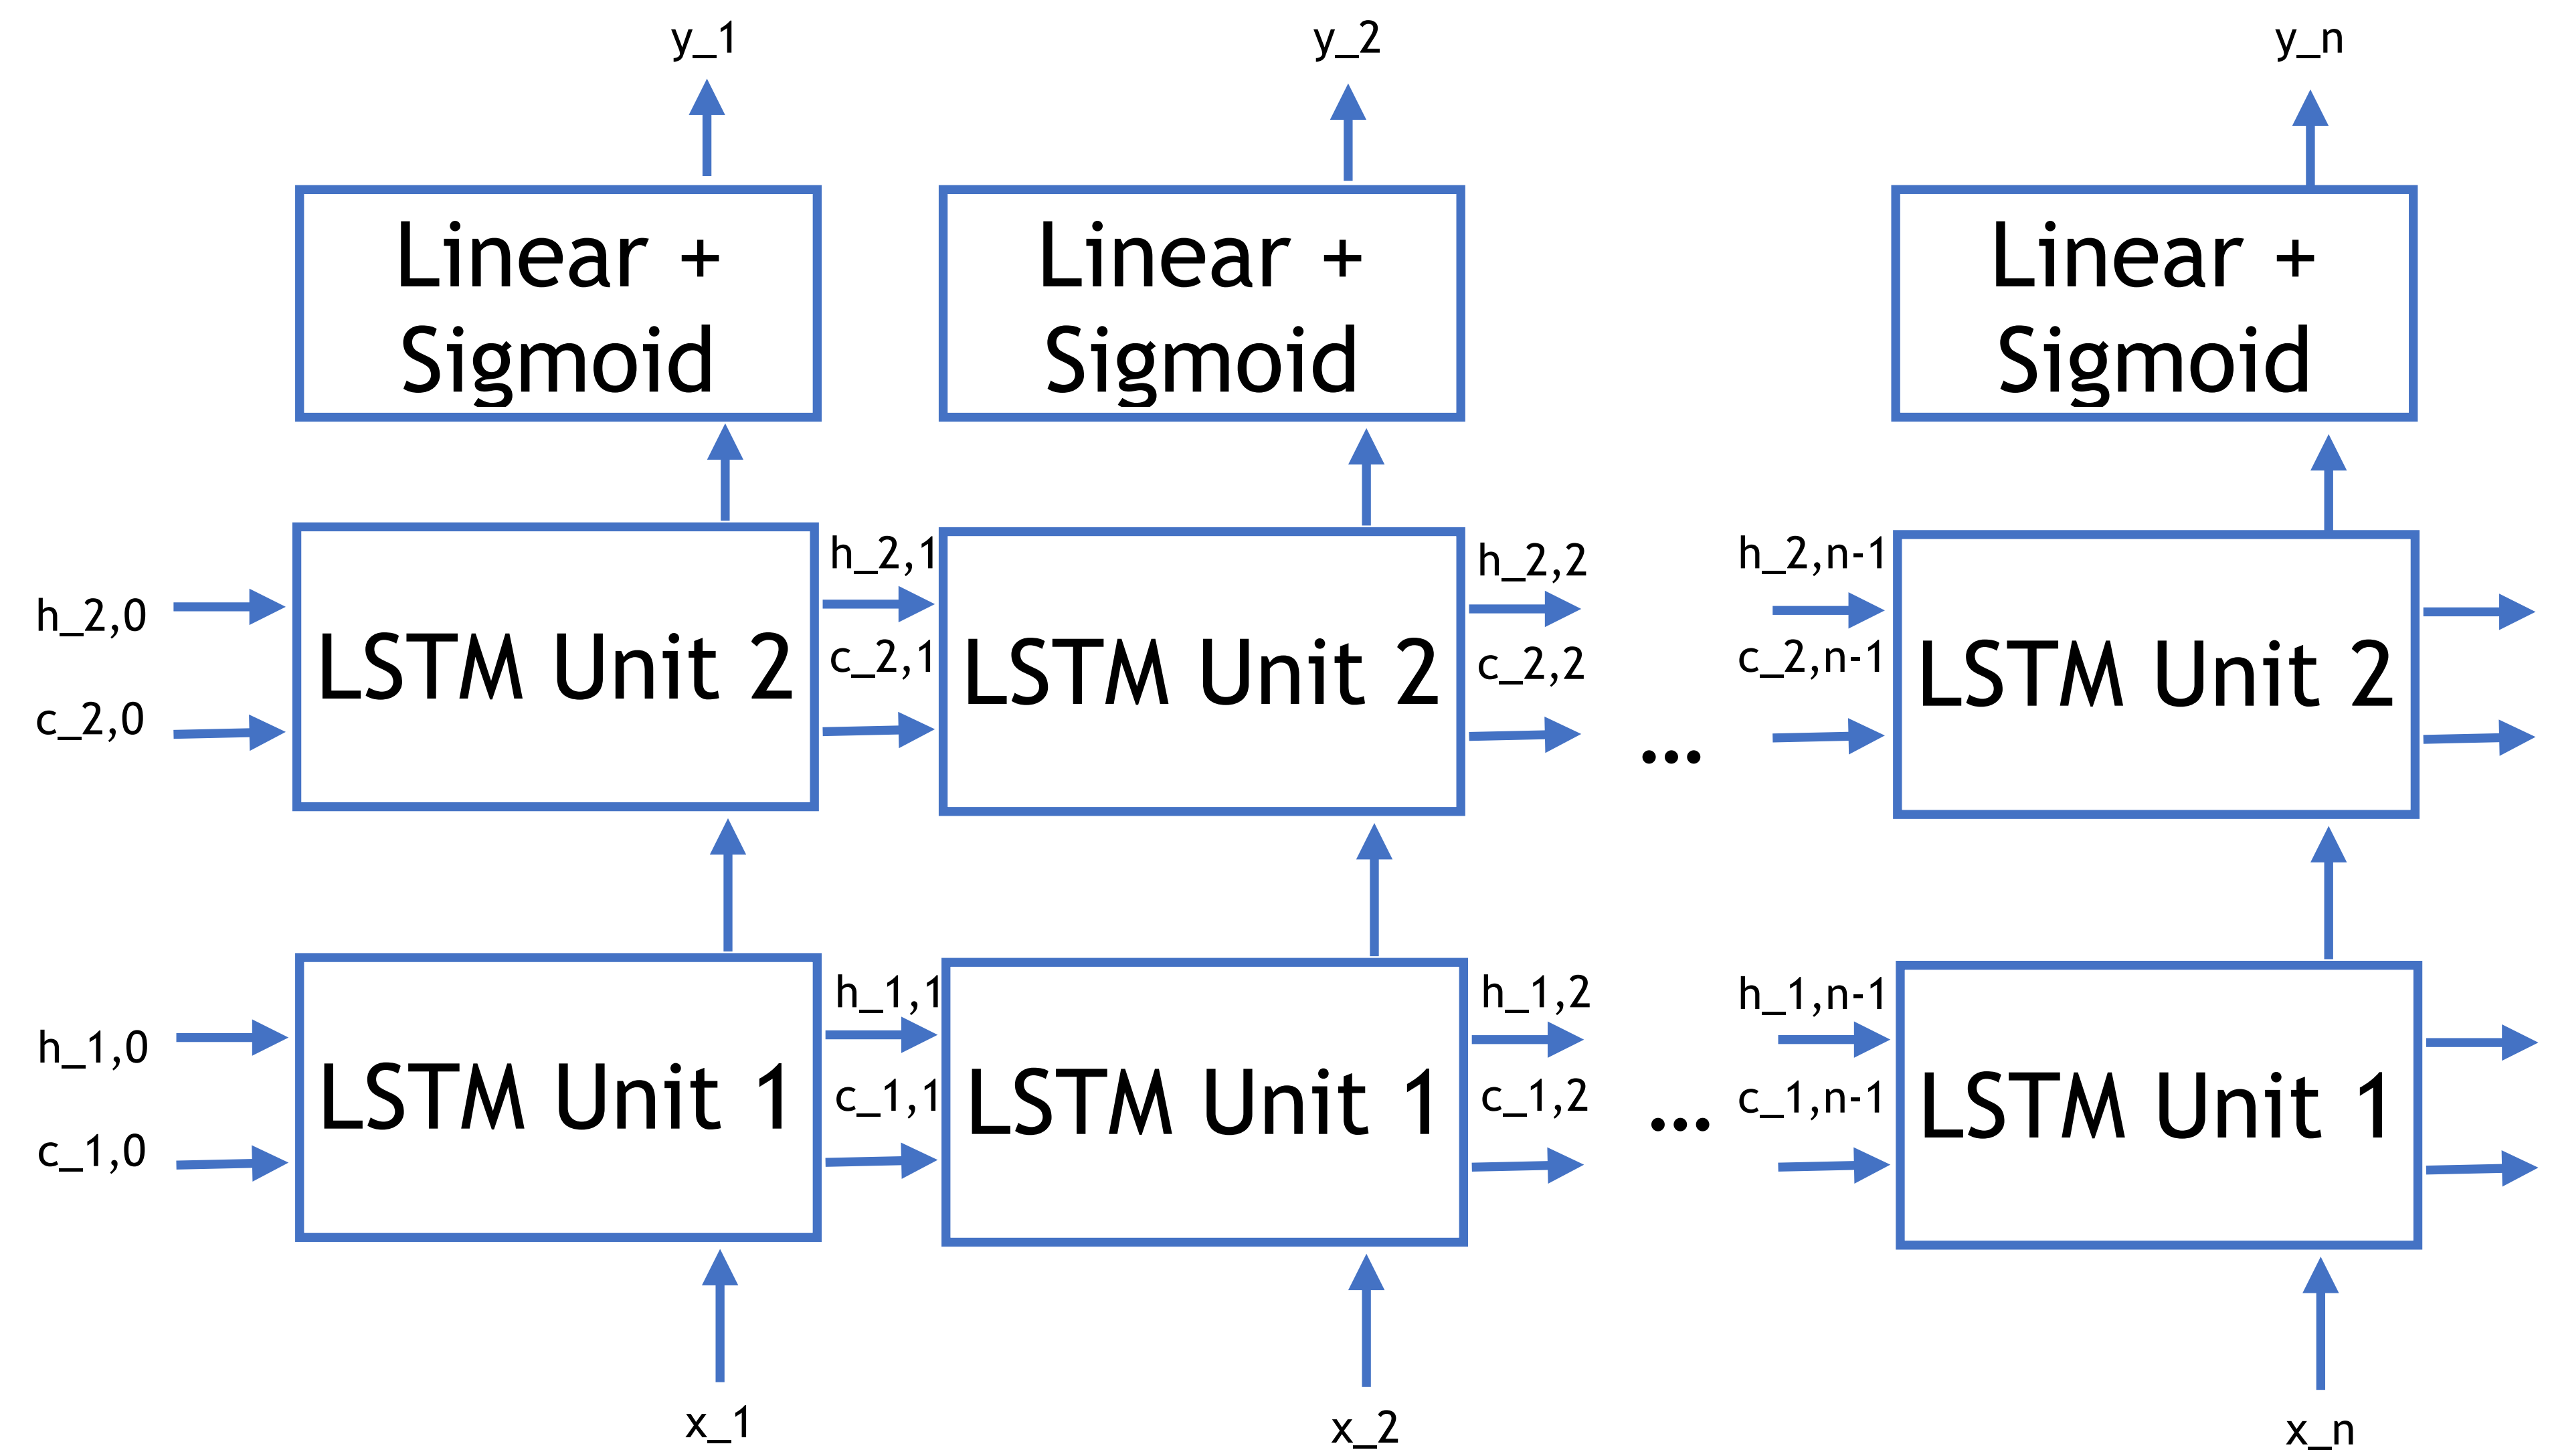 y_1
y_2
y_n
Linear +
Sigmoid
Linear +
Sigmoid
Linear +
Sigmoid
h_2,0
c_2,0
LSTM Unit 2
h_2,1
c_2,1
LSTM Unit 2
h_2,2
c_2,2
...
h_2,n-1
c_2,n-1
LSTM Unit 2
h_1,0
c_1,0
LSTM Unit 1
h_1,1
c_1,1
LSTM Unit 1
h_1,2
c_1,2
...
h_1,n-1
c_1,n-1
LSTM Unit 1
x_1
x_2
x_n